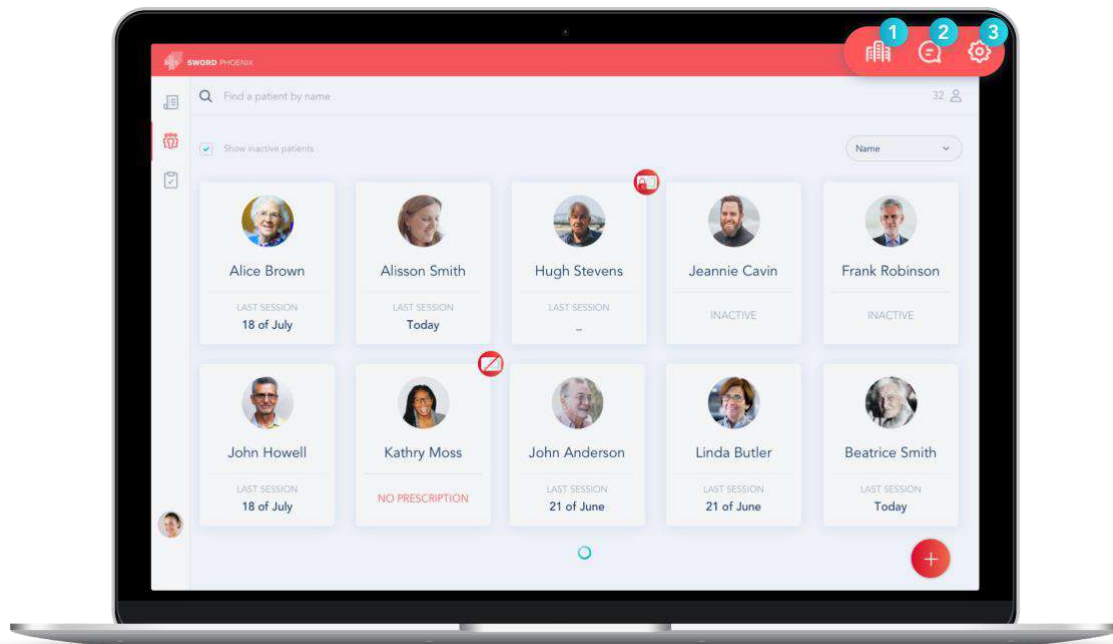 1 2 3
SWORD PHOENIX
Find a patient by name 32
Show inactive patients Name
Alice Brown Alisson Smith Hugh Stevens Jeannie Cavin Frank Robinson
LAST SESSION LAST SESSION LAST SESSION INACTIVE INACTIVE
18 of July Today --
John Howell Kathry Moss John Anderson Linda Butler Beatrice Smith
LAST SESSION NO PRESCRIPTION LAST SESSION LAST SESSION LAST SESSION
18 of July 21 of June 21 of June Today